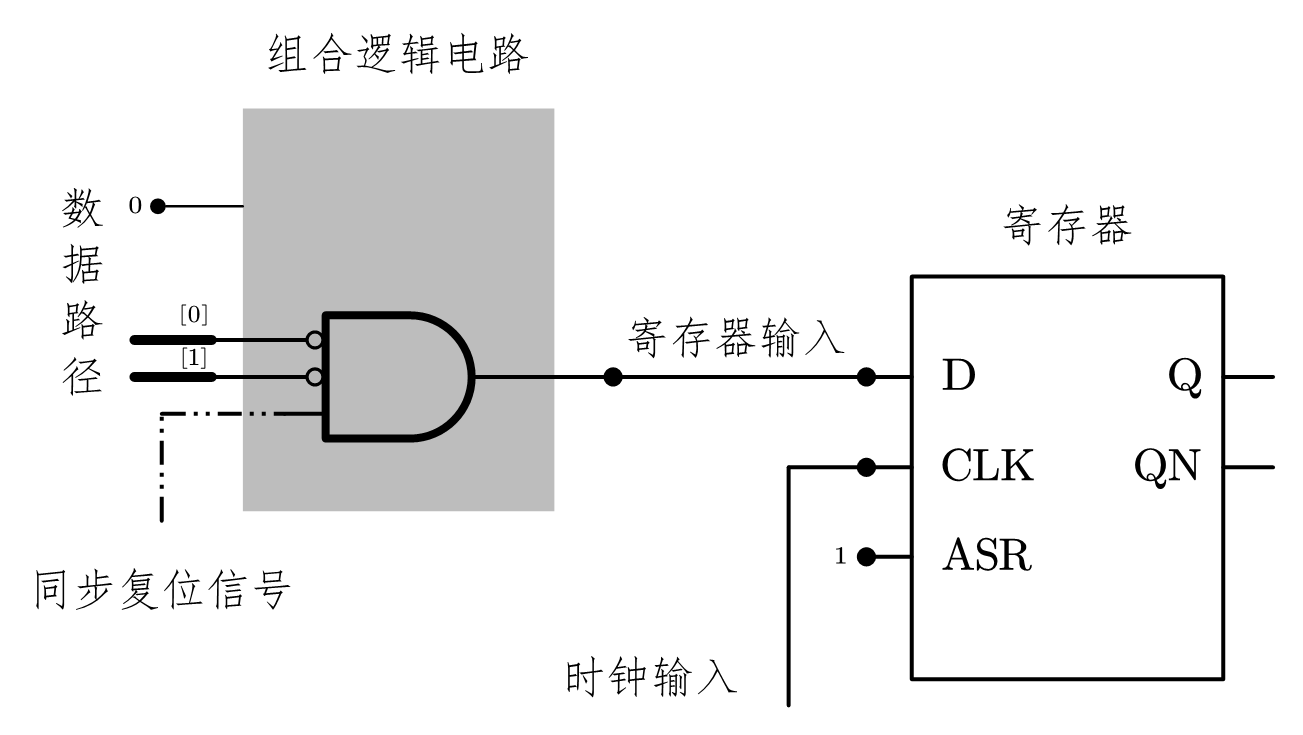 组合逻辑电路
数据路径
0
[0]
[1]
同步复位信号
寄存器输入
时钟输入
寄存器
D
Q
CLK
QN
1
ASR